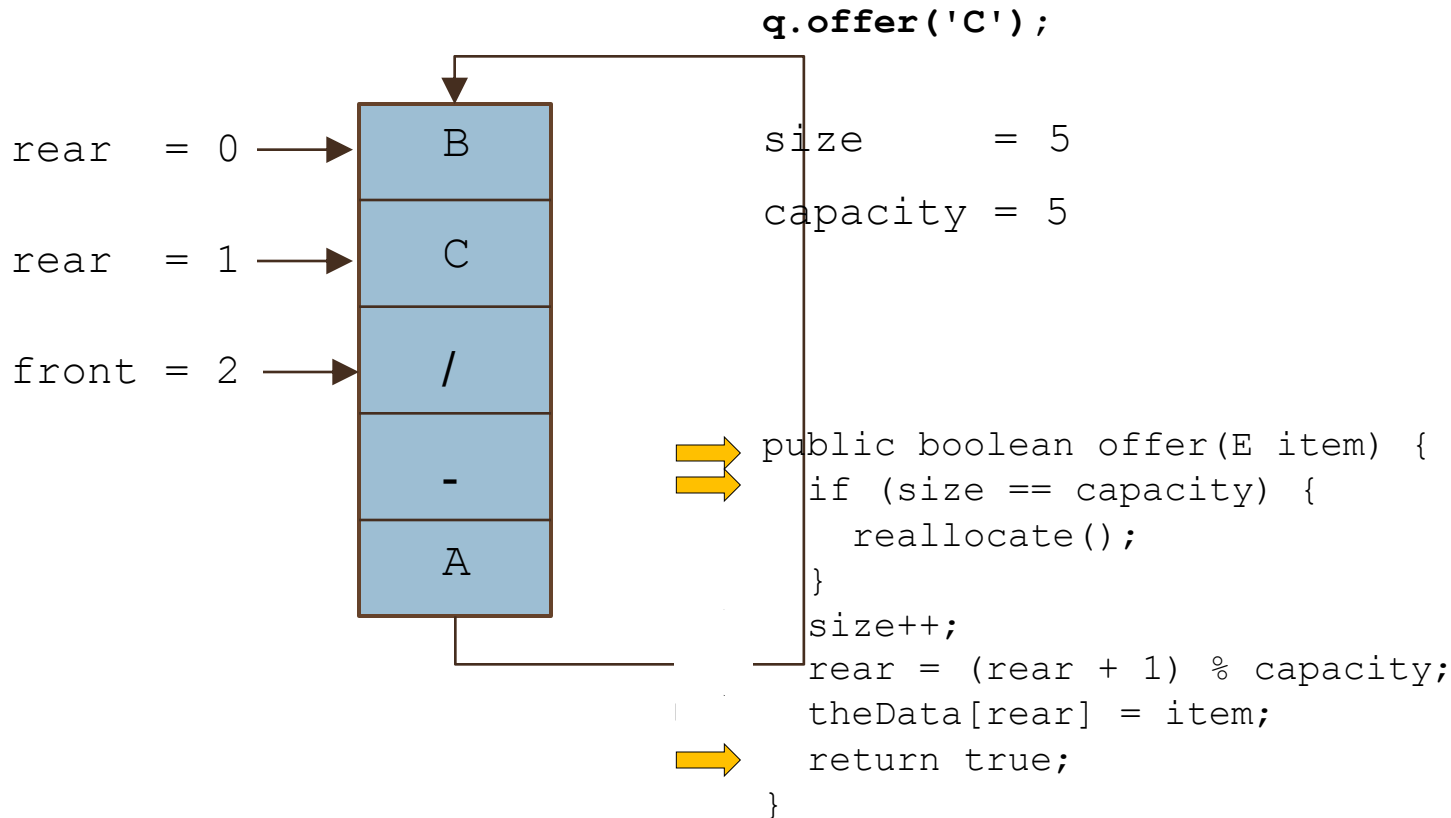 q.offer('C');
rear = 0
B
size = 5
capacity = 5
rear = 1
C
front = 2
/
-
A
public boolean offer(E item) {
if (size == capacity) {
reallocate();
}
size++;
rear = (rear + 1) % capacity;
theData[rear] = item;
return true;
}